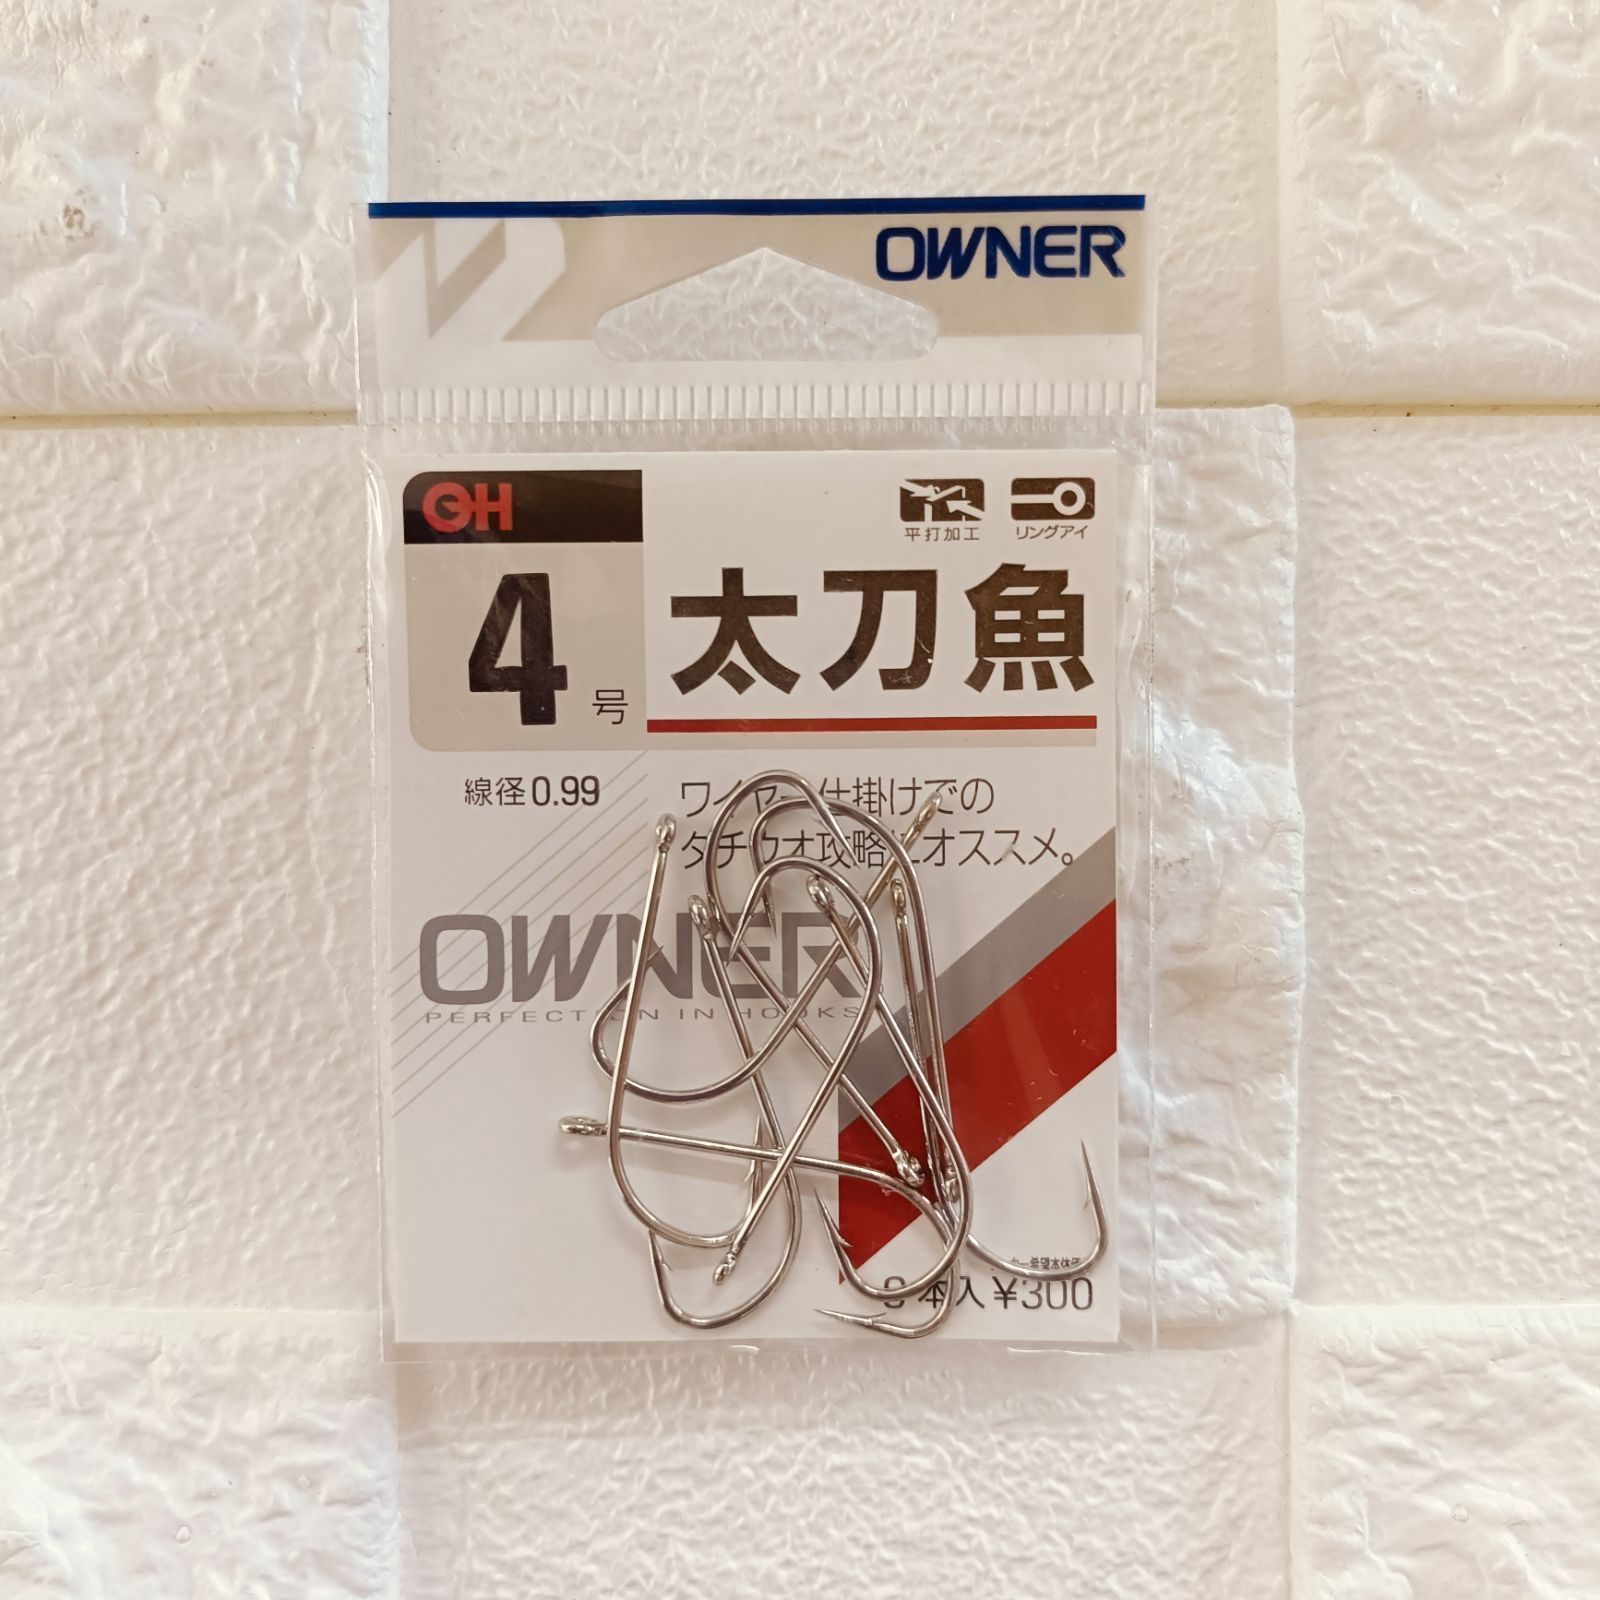 OWNER
GH
平打加工 リングアイ
4号
太刀魚
線径0.99
ワイヤー仕掛けでの
タチウオ攻略にオススメ。
OWNER
PERFECTION IN HOOKS
本入 ¥300